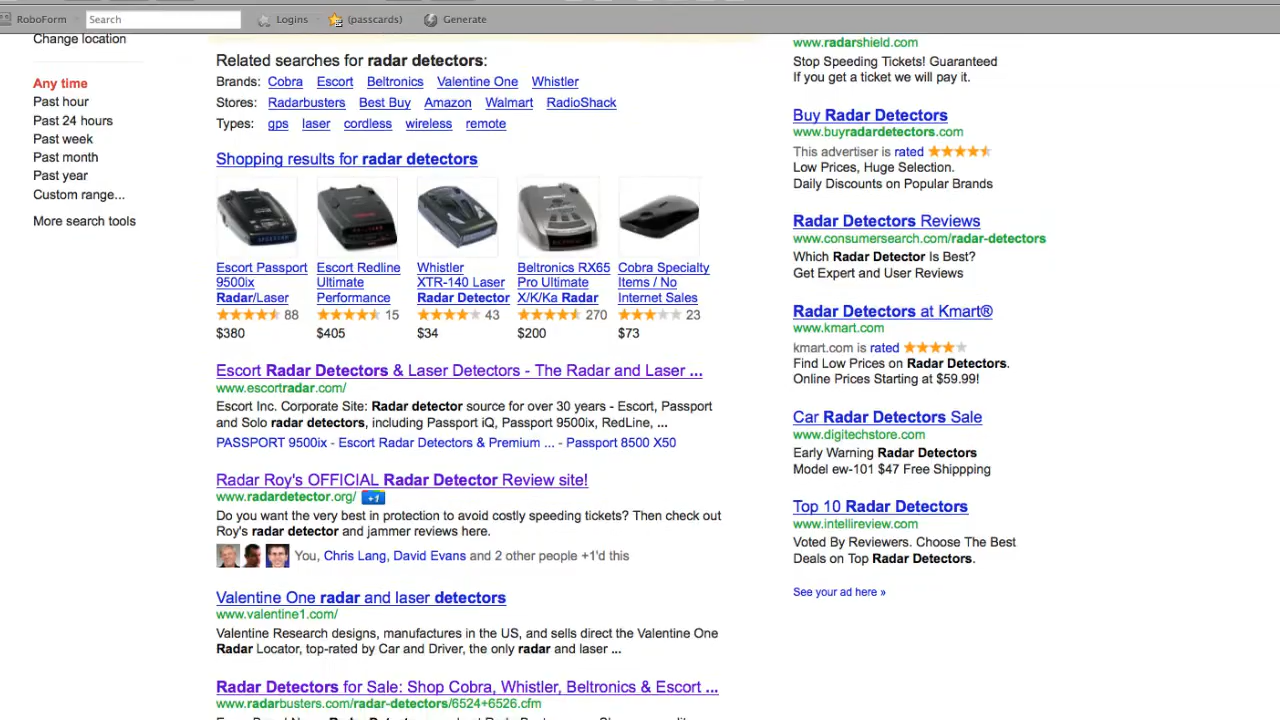 RoboForm Search Logins (passcards) Generate
Change location
Any time
Past hour
Past 24 hours
Past week
Past month
Past year
Custom range...
More search tools
Related searches for radar detectors:
Brands: Cobra Escort Beltronics Valentine One Whistler
Stores: Radarbusters Best Buy Amazon Walmart RadioShack
Types: gps laser cordless wireless remote
Shopping results for radar detectors
Escort Passport
9500ix
Radar/Laser
88
$380
Escort Redline
Ultimate
Performance
15
$405
Whistler
XTR-140 Laser
Radar Detector
43
$34
Beltronics RX65
Pro Ultimate
X/K/Ka Radar
270
$200
Cobra Specialty
Items / No
Internet Sales
23
$73
Escort Radar Detectors & Laser Detectors - The Radar and Laser ...
www.escortradar.com/
Escort Inc. Corporate Site: Radar detector source for over 30 years - Escort, Passport
and Solo radar detectors, including Passport iQ, Passport 9500ix, RedLine, ...
PASSPORT 9500ix - Escort Radar Detectors & Premium ... - Passport 8500 X50
Radar Roy's OFFICIAL Radar Detector Review site!
www.radardetector.org/ +1
Do you want the very best in protection to avoid costly speeding tickets? Then check out
Roy's radar detector and jammer reviews here.
You, Chris Lang, David Evans and 2 other people +1'd this
Valentine One radar and laser detectors
www.valentine1.com/
Valentine Research designs, manufactures in the US, and sells direct the Valentine One
Radar Locator, top-rated by Car and Driver, the only radar and laser ...
Radar Detectors for Sale: Shop Cobra, Whistler, Beltronics & Escort ...
www.radarbusters.com/radar-detectors/6524+6526.cfm
www.radarshield.com
Stop Speeding Tickets! Guaranteed
If you get a ticket we will pay it.
Buy Radar Detectors
www.buyradardetectors.com
This advertiser is rated
Low Prices, Huge Selection.
Daily Discounts on Popular Brands
Radar Detectors Reviews
www.consumersearch.com/radar-detectors
Which Radar Detector Is Best?
Get Expert and User Reviews
Radar Detectors at Kmart®
www.kmart.com
kmart.com is rated
Find Low Prices on Radar Detectors.
Online Prices Starting at $59.99!
Car Radar Detectors Sale
www.digitechstore.com
Early Warning Radar Detectors
Model ew-101 $47 Free Shippping
Top 10 Radar Detectors
www.intellireview.com
Voted By Reviewers. Choose The Best
Deals on Top Radar Detectors.
See your ad here »